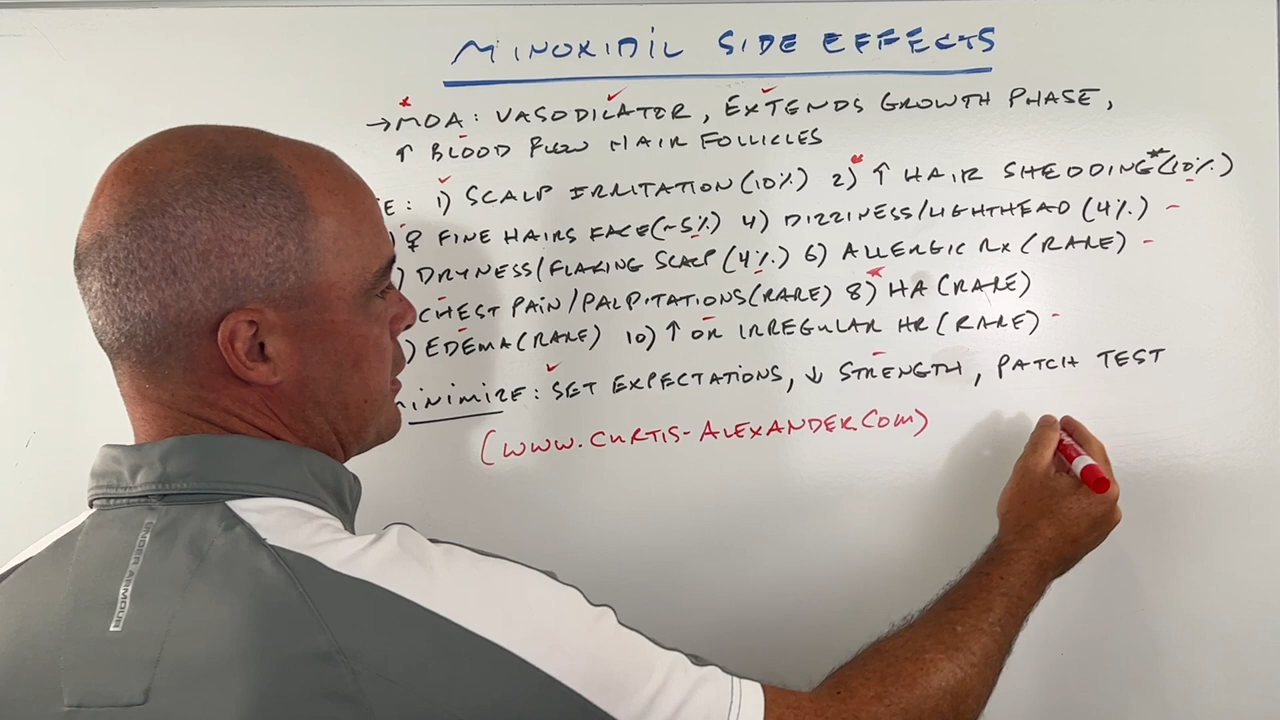 MINOXIDIL SIDE EFFECTS
→MOA: VASODILATOR, EXTENDS GROWTH PHASE,
↑ BLOOD FLOW HAIR FOLLICLES
E: 1) SCALP IRRITATION(10%) 2) ↑ HAIR SHEDDING*(10%)
) ♀ FINE HAIRS FACE(~5%) 4) DIZZINESS/LIGHTHEAD (4%)
) DRYNESS/FLAKING SCALP (4%) 6) ALLERGIC RX (RARE)
CHEST PAIN/PALPITATIONS(RARE) 8) HA (RARE)
) EDEMA(RARE) 10) ↑ OR IRREGULAR HR (RARE)
MINIMIZE: SET EXPECTATIONS, ↓ STRENGTH, PATCH TEST
(WWW.CURTIS-ALEXANDER.COM)
UNDER ARMOUR